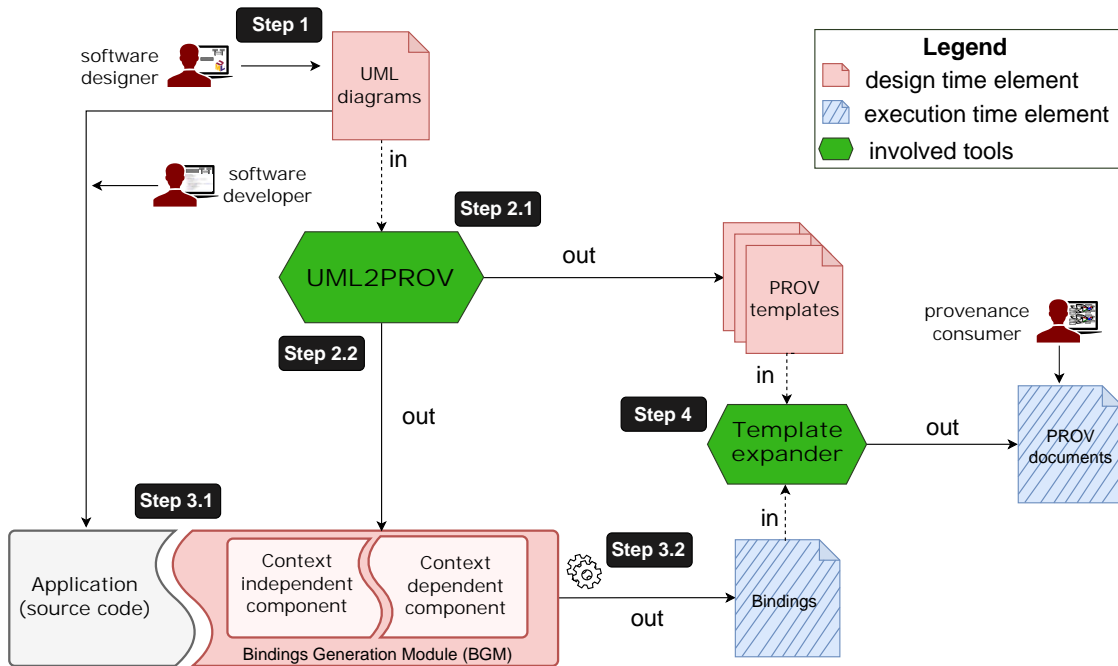 Step 1
software
designer
UML
diagrams
Legend
design time element
execution time element
involved tools
in
software
developer
Step 2.1
UML2PROV
out
PROV
templates
provenance
consumer
Step 2.2
in
out
Step 4
Template
expander
out
PROV
documents
Step 3.1
in
Step 3.2
Application
(source code)
Context
independent
component
Context
dependent
component
out
Bindings
Bindings Generation Module (BGM)